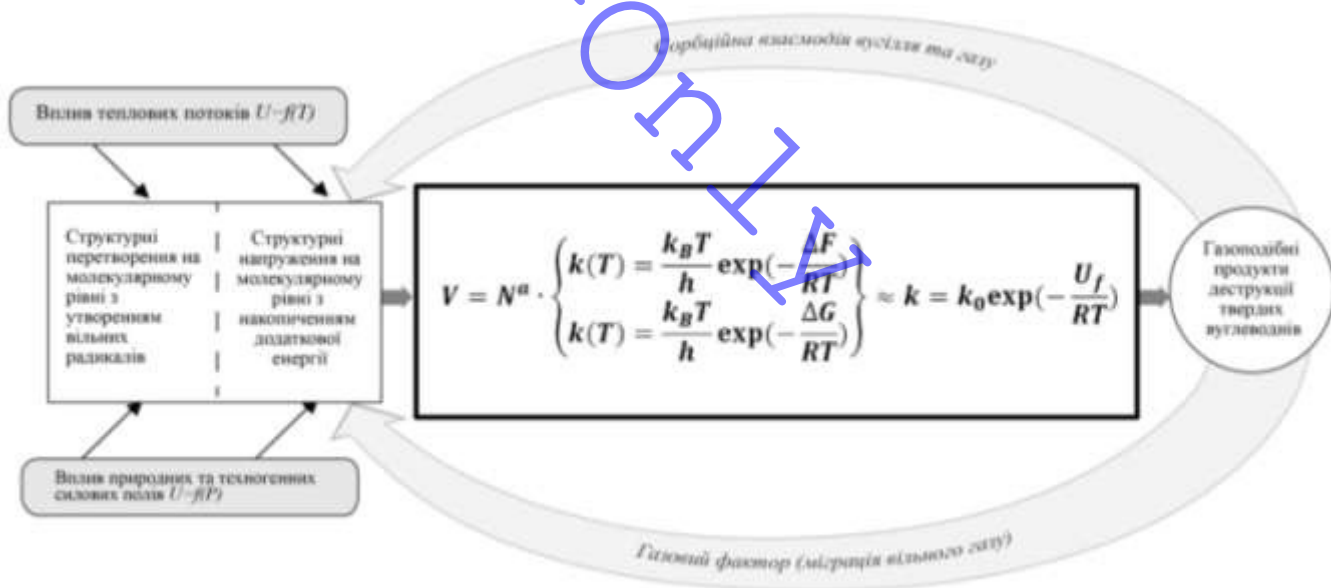 Сорбційна взаємодія вугілля та газу
Вплив теплових потоків U~f(T)
Структурні
перетворення на
молекулярному
рівні з
утворенням
вільних
радикалів
Структурні
напруження на
молекулярному
рівні з
накопиченням
додаткової
енергії
V = N^a · { k(T) = k_B T / h exp(- ΔF / RT)
k(T) = k_B T / h exp(- ΔG / RT) } ≈ k = k_0 exp(- U_f / RT)
Газоподібні
продукти
деструкції
твердих
вуглеводнів
Вплив природних та техногенних
силових полів U~f(P)
Газовий фактор (міграція вільного газу)
Only